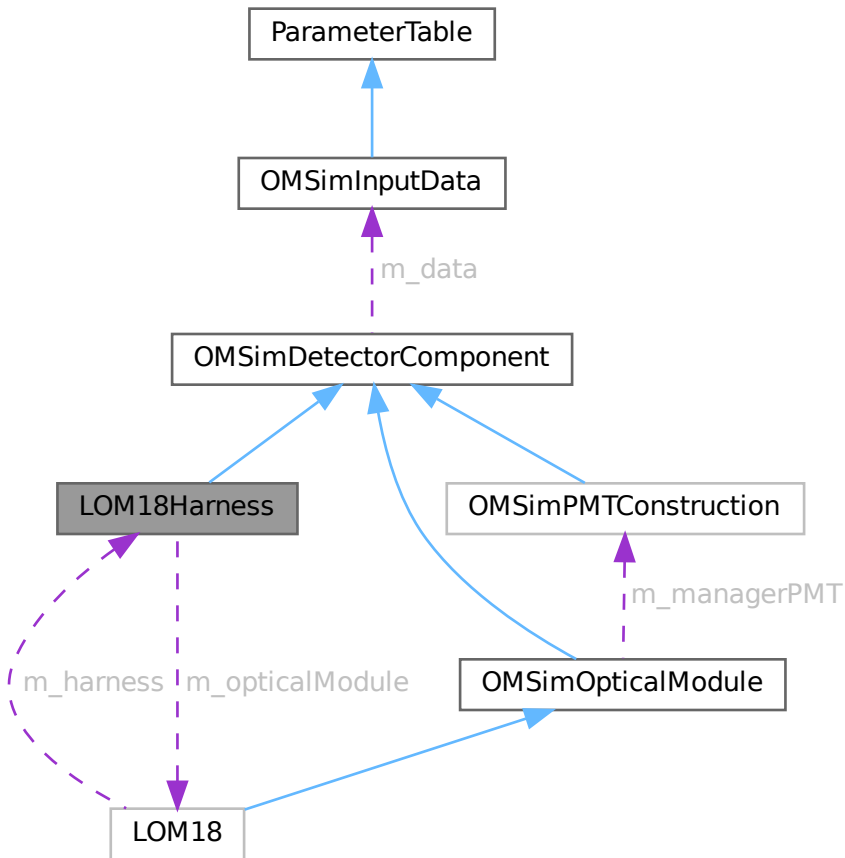 ParameterTable
OMSimInputData
m_data
OMSimDetectorComponent
LOM18Harness
OMSimPMTConstruction
m_managerPMT
m_harness
m_opticalModule
OMSimOpticalModule
LOM18